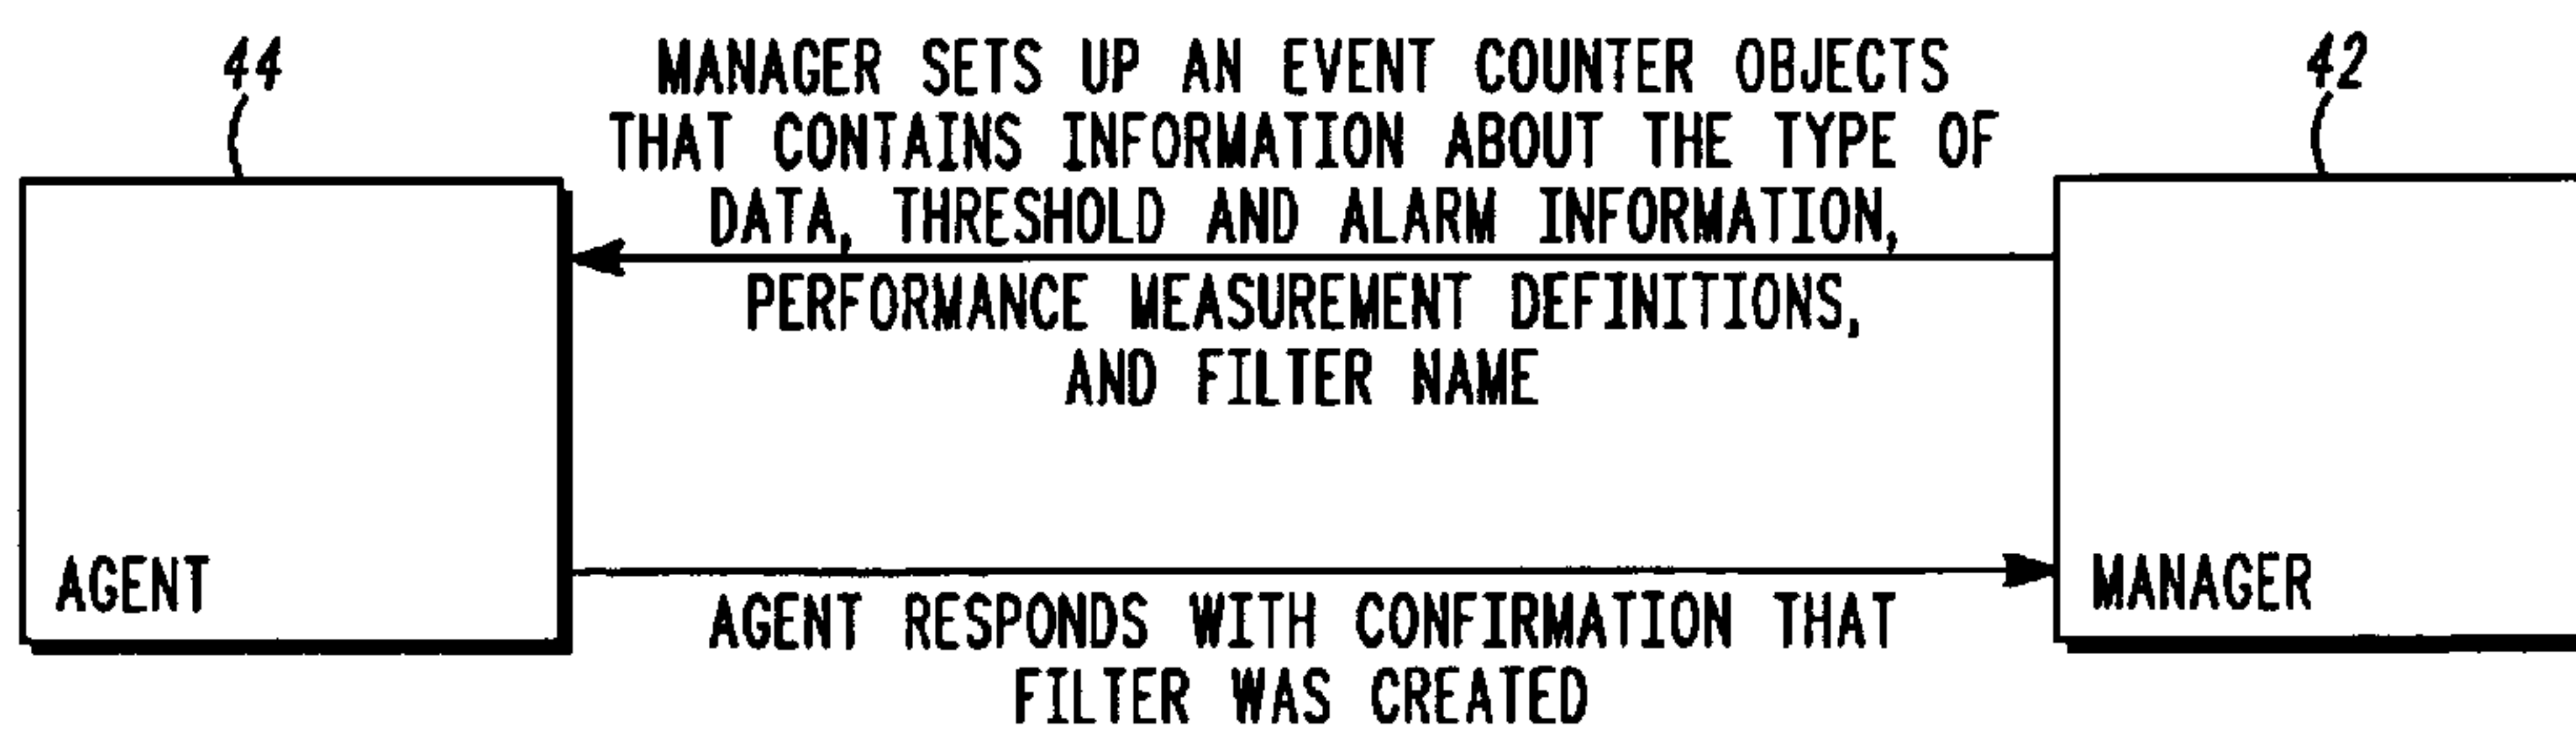 44
42
MANAGER SETS UP AN EVENT COUNTER OBJECTS
THAT CONTAINS INFORMATION ABOUT THE TYPE OF
DATA, THRESHOLD AND ALARM INFORMATION,
PERFORMANCE MEASUREMENT DEFINITIONS,
AND FILTER NAME
AGENT
MANAGER
AGENT RESPONDS WITH CONFIRMATION THAT
FILTER WAS CREATED